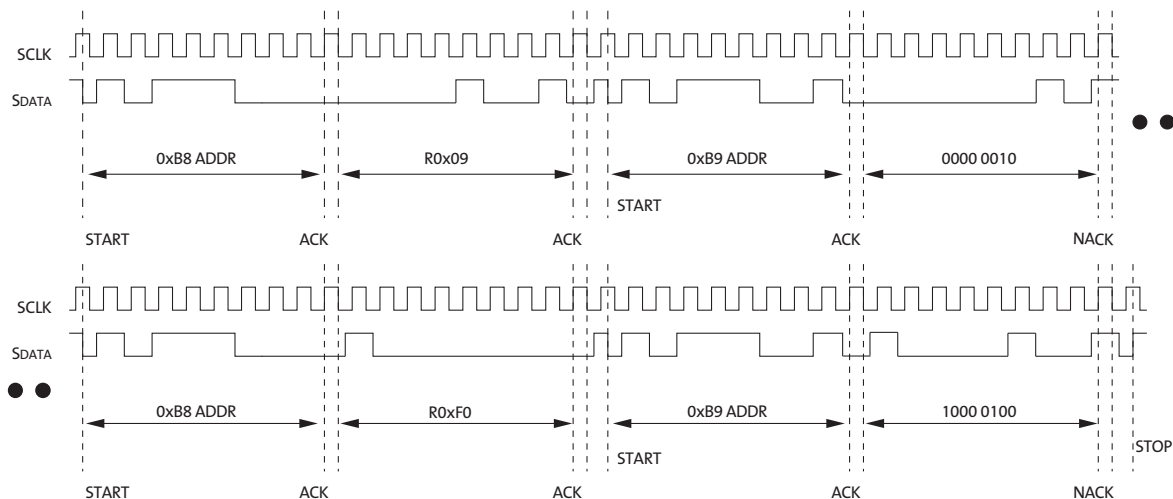 SCLK
SDATA
0xB8 ADDR
R0x09
0xB9 ADDR
0000 0010
START
START
ACK
ACK
ACK
NACK
SCLK
SDATA
0xB8 ADDR
R0xF0
0xB9 ADDR
1000 0100
STOP
START
START
ACK
ACK
ACK
NACK